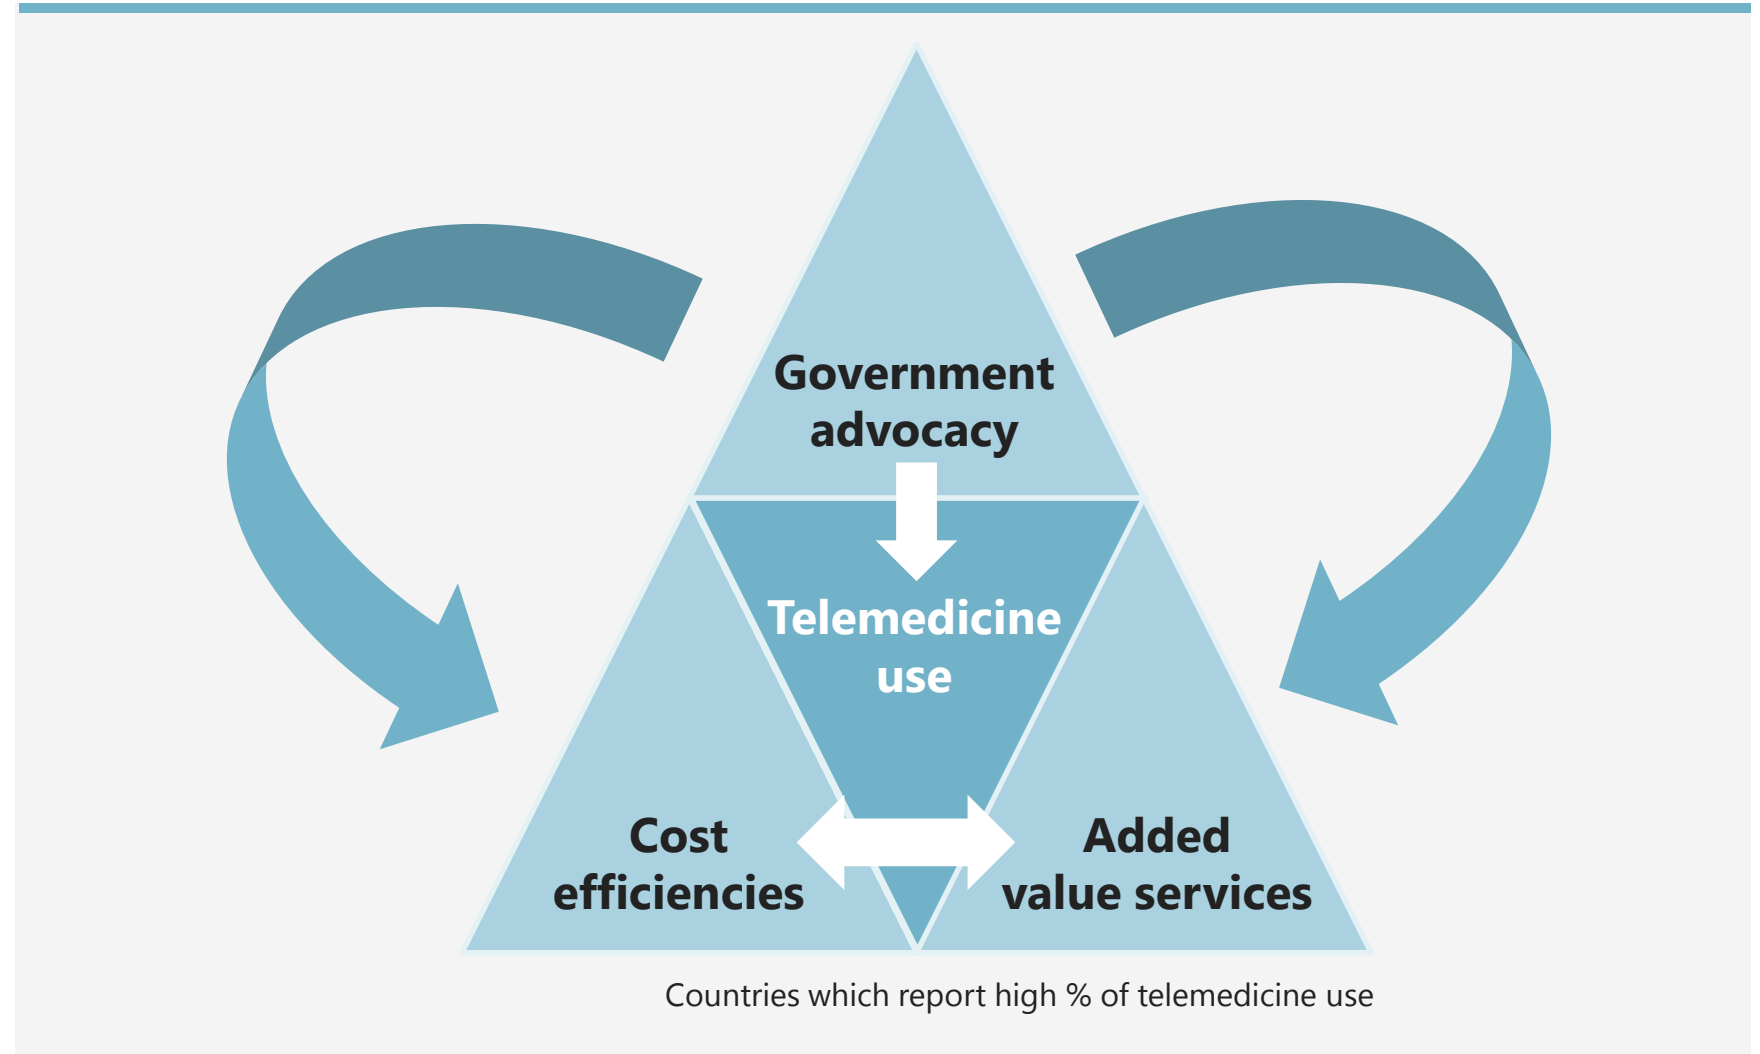 Government
advocacy
Telemedicine
use
Cost
efficiencies
Added
value services
Countries which report high % of telemedicine use